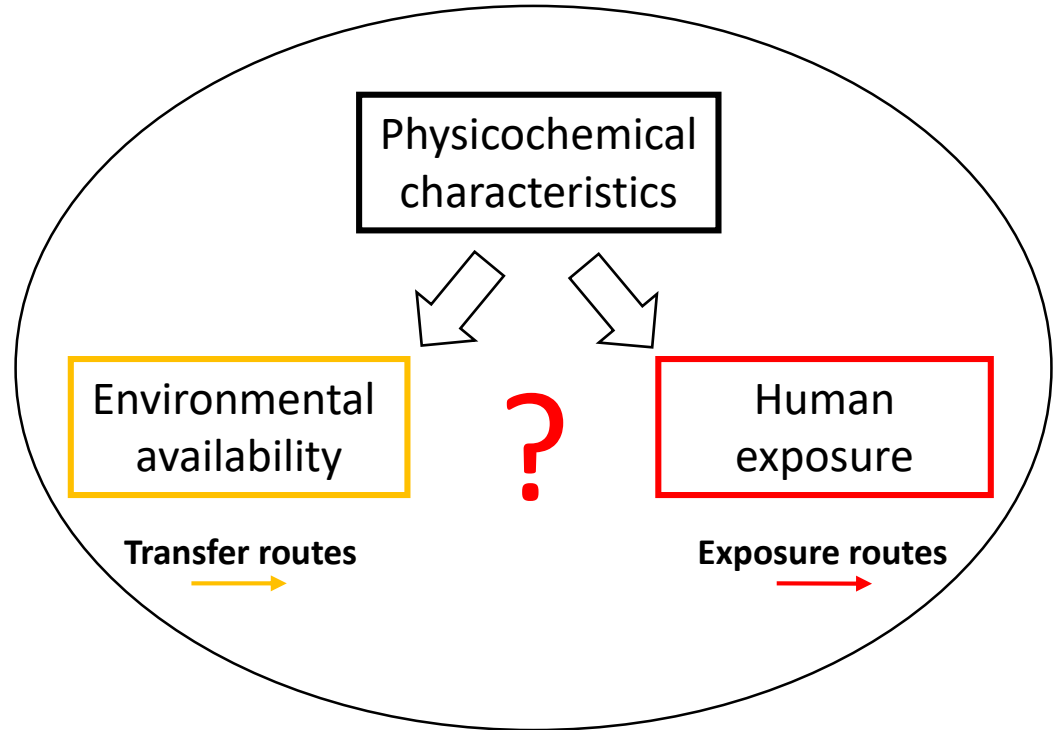 Physicochemical
characteristics
Environmental
availability
?
Human
exposure
Transfer routes
Exposure routes